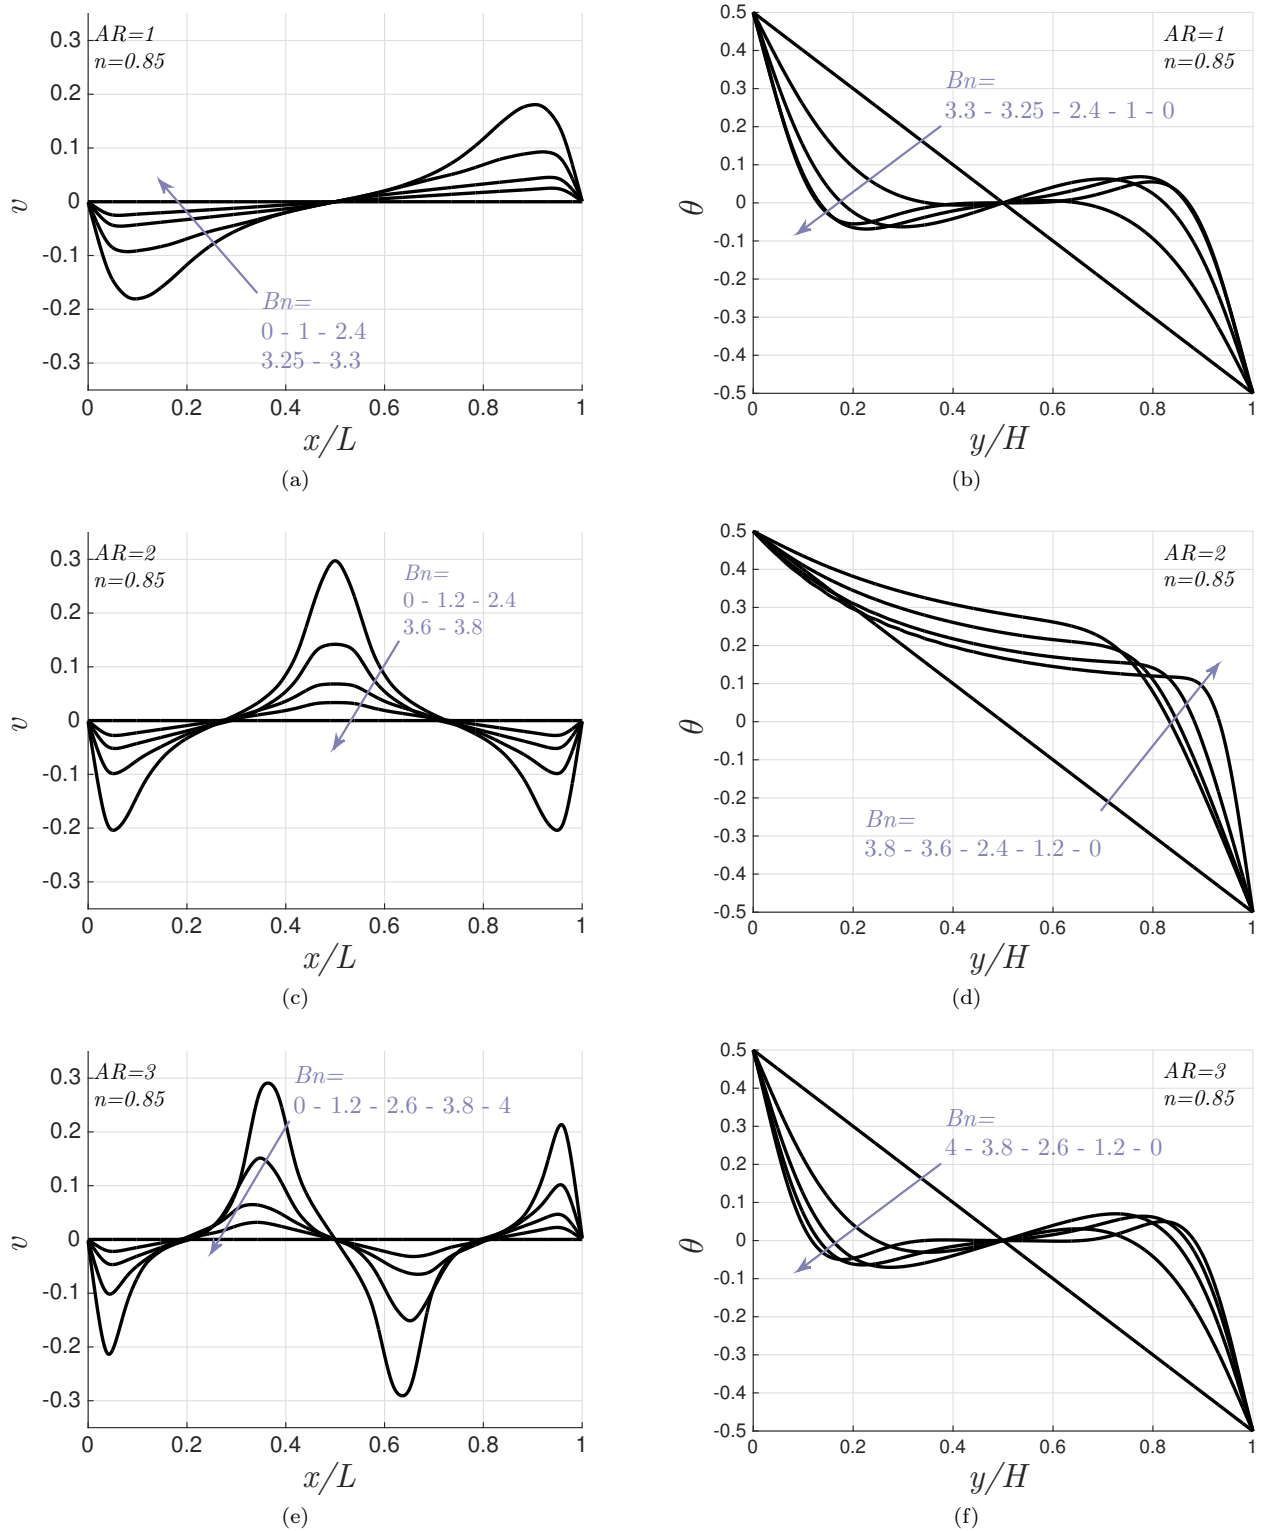 AR=1
n=0.85
0.3
0.2
0.1
0
-0.1
-0.2
-0.3
v
Bn=
0 - 1 - 2.4
3.25 - 3.3
0 0.2 0.4 0.6 0.8 1
x/L
(a)
0.5
0.4
0.3
0.2
0.1
0
-0.1
-0.2
-0.3
-0.4
-0.5
θ
AR=1
n=0.85
Bn=
3.3 - 3.25 - 2.4 - 1 - 0
0 0.2 0.4 0.6 0.8 1
y/H
(b)
AR=2
n=0.85
0.3
0.2
0.1
0
-0.1
-0.2
-0.3
v
Bn=
0 - 1.2 - 2.4
3.6 - 3.8
0 0.2 0.4 0.6 0.8 1
x/L
(c)
0.5
0.4
0.3
0.2
0.1
0
-0.1
-0.2
-0.3
-0.4
-0.5
θ
AR=2
n=0.85
Bn=
3.8 - 3.6 - 2.4 - 1.2 - 0
0 0.2 0.4 0.6 0.8 1
y/H
(d)
AR=3
n=0.85
0.3
0.2
0.1
0
-0.1
-0.2
-0.3
v
Bn=
0 - 1.2 - 2.6 - 3.8 - 4
0 0.2 0.4 0.6 0.8 1
x/L
(e)
0.5
0.4
0.3
0.2
0.1
0
-0.1
-0.2
-0.3
-0.4
-0.5
θ
AR=3
n=0.85
Bn=
4 - 3.8 - 2.6 - 1.2 - 0
0 0.2 0.4 0.6 0.8 1
y/H
(f)